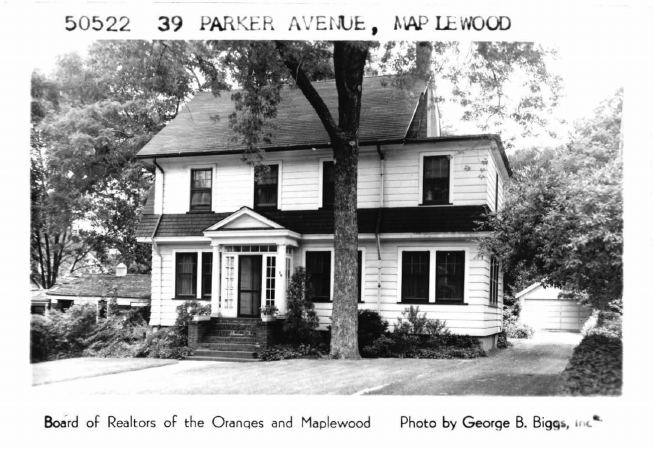 50522 39 PARKER AVENUE, MAPLEWOOD
Board of Realtors of the Oranges and Maplewood Photo by George B. Biggs, Inc.